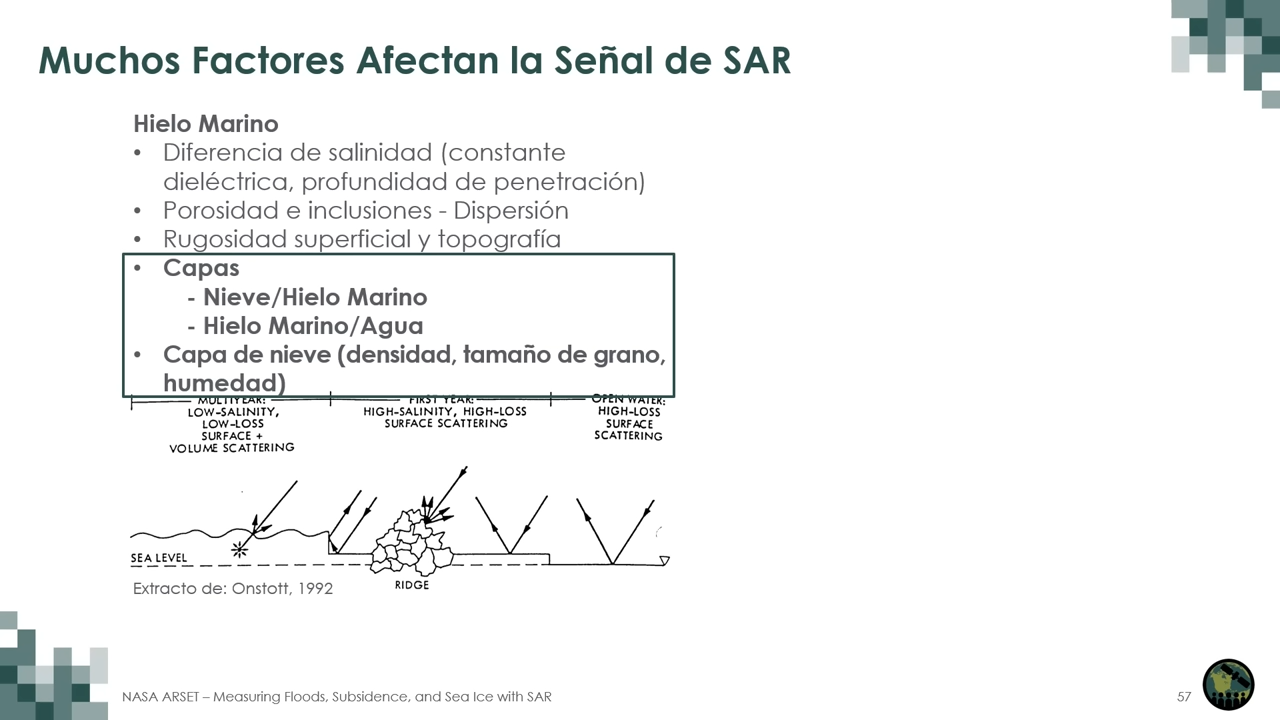 Muchos Factores Afectan la Señal de SAR
Hielo Marino
• Diferencia de salinidad (constante
dieléctrica, profundidad de penetración)
• Porosidad e inclusiones - Dispersión
• Rugosidad superficial y topografía
• Capas
- Nieve/Hielo Marino
- Hielo Marino/Agua
• Capa de nieve (densidad, tamaño de grano,
humedad)
MULTIYEAR:
LOW-SALINITY,
LOW-LOSS
SURFACE +
VOLUME SCATTERING
FIRST YEAR:
HIGH-SALINITY, HIGH-LOSS
SURFACE SCATTERING
OPEN WATER:
HIGH-LOSS
SURFACE
SCATTERING
SEA LEVEL
RIDGE
Extracto de: Onstott, 1992
NASA ARSET – Measuring Floods, Subsidence, and Sea Ice with SAR
57